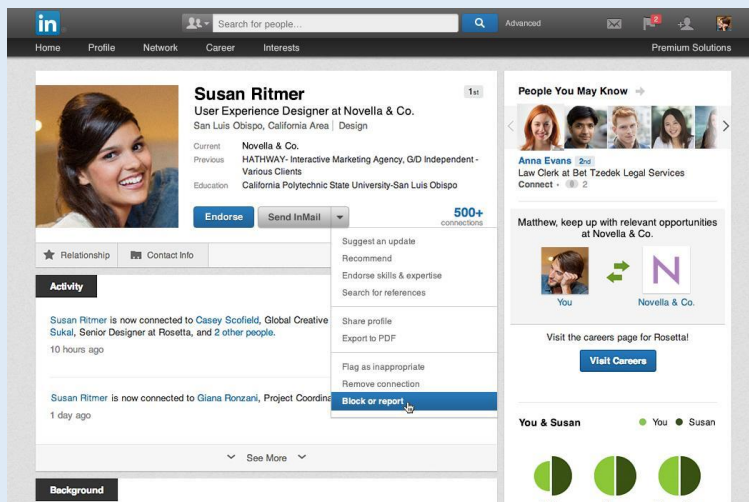 in
Search for people...
Advanced
2
Home Profile Network Career Interests Premium Solutions
Susan Ritmer
1st
User Experience Designer at Novella & Co.
San Luis Obispo, California Area | Design
Current Novella & Co.
Previous HATHWAY- Interactive Marketing Agency, G/D Independent -
Various Clients
Education California Polytechnic State University-San Luis Obispo
Endorse Send InMail
500+
connections
Suggest an update
Recommend
Endorse skills & expertise
Search for references
Share profile
Export to PDF
Flag as inappropriate
Remove connection
Block or report
Relationship Contact Info
Activity
Susan Ritmer is now connected to Casey Scofield, Global Creative
Sukal, Senior Designer at Rosetta, and 2 other people.
10 hours ago
Susan Ritmer is now connected to Giana Ronzani, Project Coordina
1 day ago
See More
Background
People You May Know
Anna Evans 2nd
Law Clerk at Bet Tzedek Legal Services
Connect · 2
Matthew, keep up with relevant opportunities
at Novella & Co.
N
You Novella & Co.
Visit the careers page for Rosetta!
Visit Careers
You & Susan You Susan